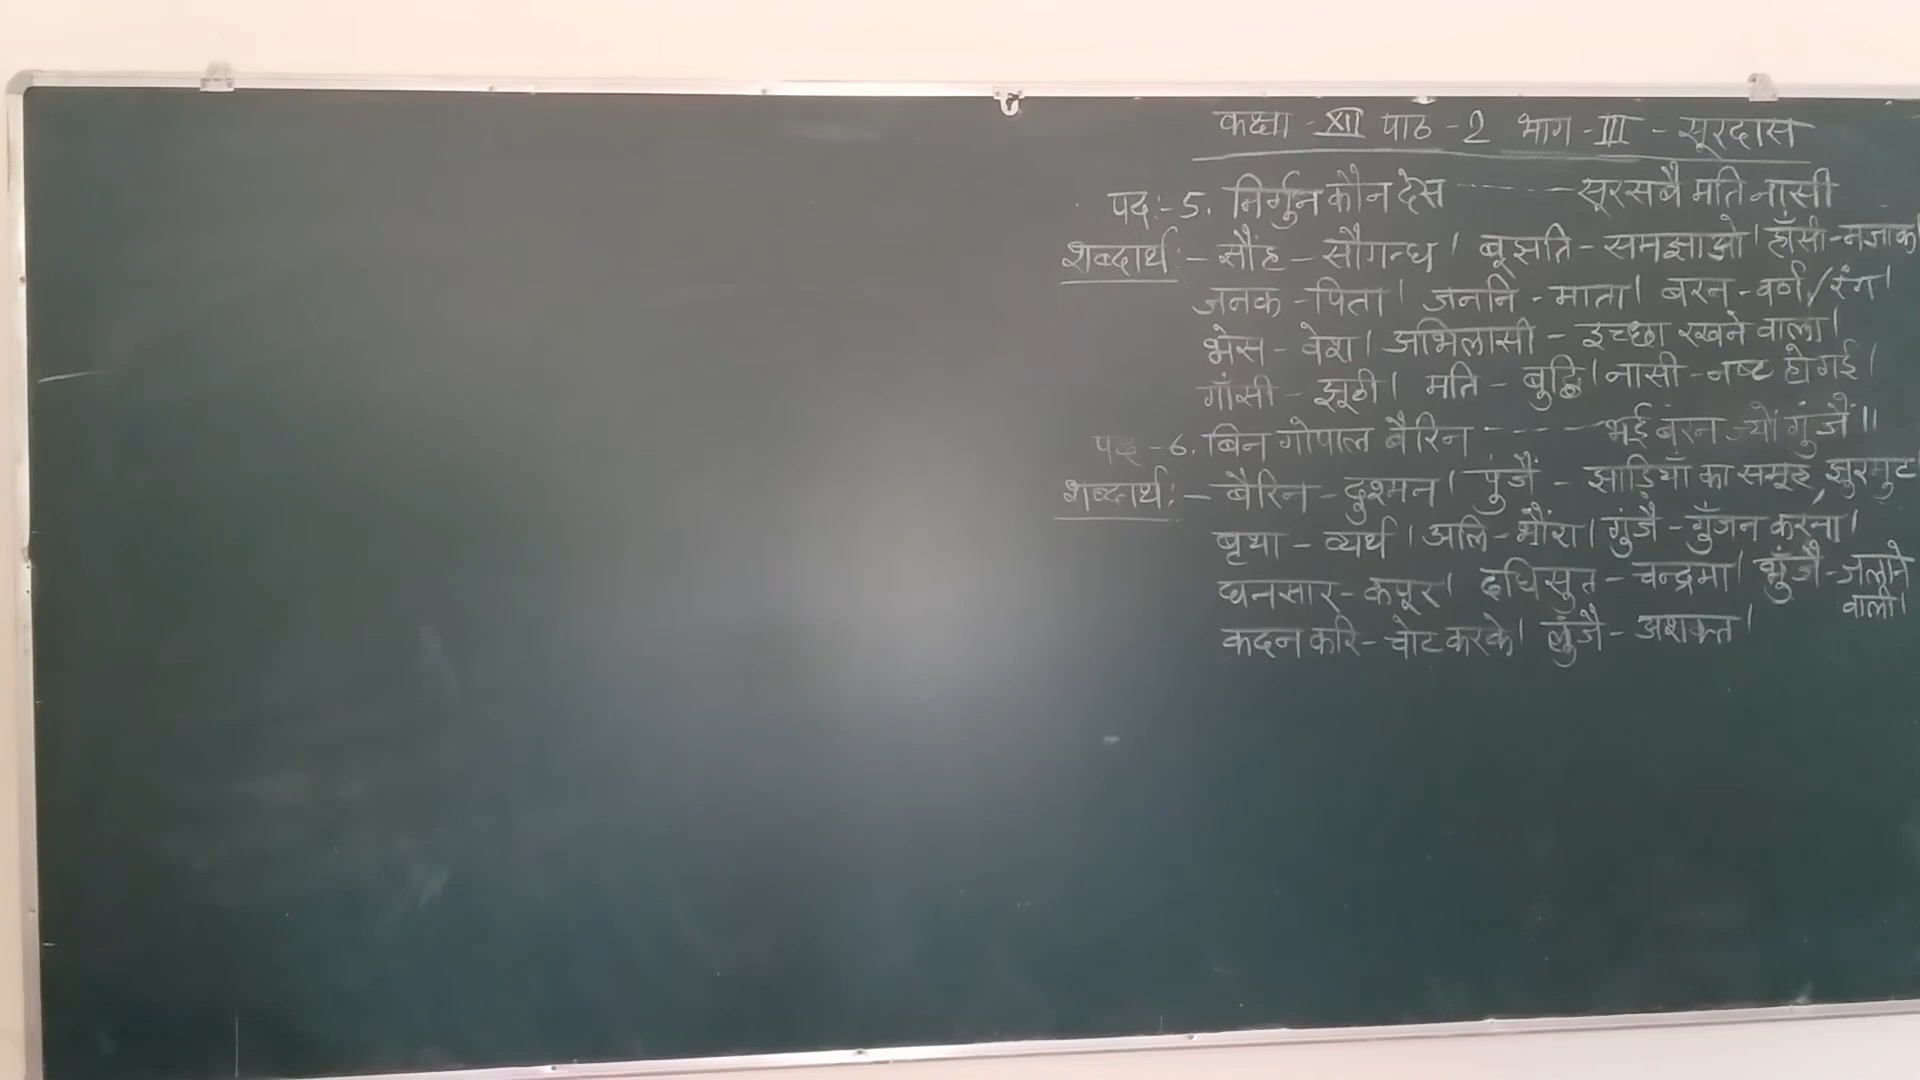 कक्षा - XII पाठ - 2 भाग - III - सूरदास
पद :- 5. निर्गुन कौन देस ------- सूर सबै मति नासी
शब्दार्थ :- सौंह - सौगन्ध। बूझति - समझाओ। हाँसी - मजाक।
जनक - पिता। जननि - माता। बरन - वर्ण / रंग।
भेस - वेश। अभिलासी - इच्छा रखने वाला।
गाँसी - झूठी। मति - बुद्धि। नासी - नष्ट हो गई।
पद - 6. बिन गोपाल बैरिन ------- भई बरन ज्यों गुंजैं॥
शब्दार्थ :- बैरिन - दुश्मन। पुंजैं - झाड़ियाँ का समूह, झुरमुट।
बृथा - व्यर्थ। अलि - भौंरा। गुंजैं - गुँजन करना।
घनसार - कपूर। दधिसुत - चन्द्रमा। भुंजैं - जलाने
वाली।
कदन करि - चोट करके। लुंजै - अशक्त।